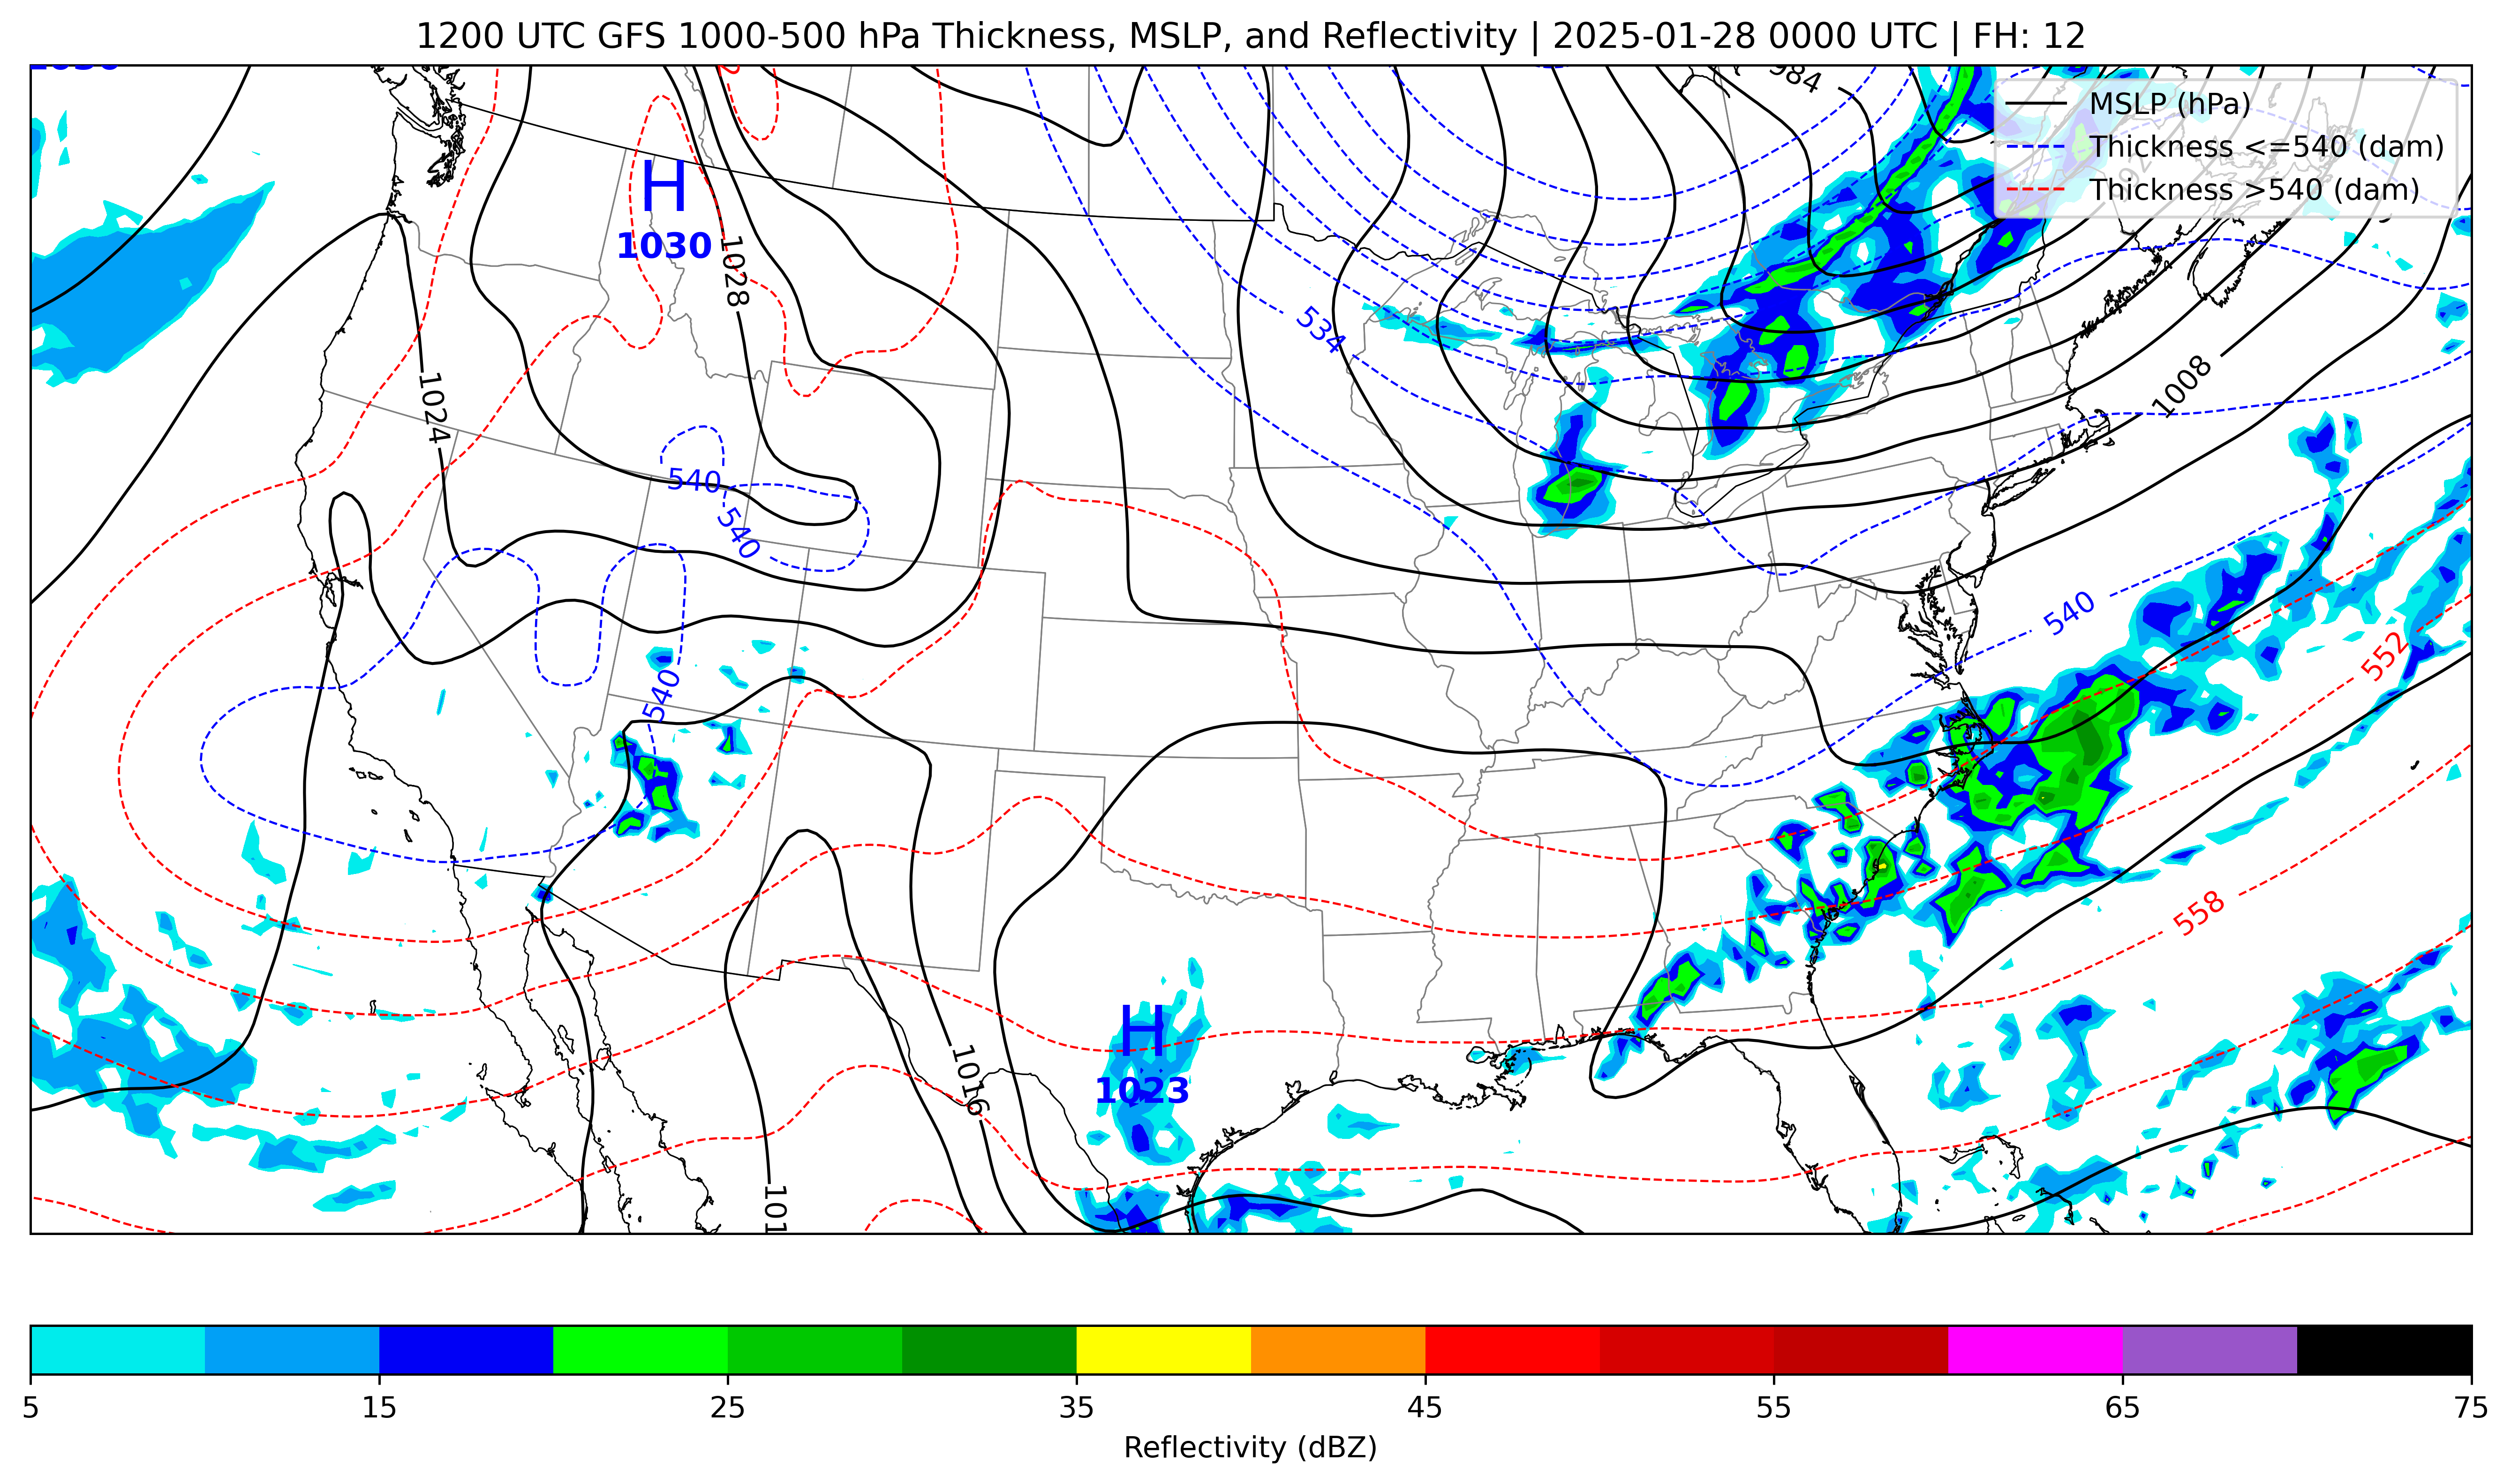 1200 UTC GFS 1000-500 hPa Thickness, MSLP, and Reflectivity | 2025-01-28 0000 UTC | FH: 12
984
MSLP (hPa)
Thickness <=540 (dam)
Thickness >540 (dam)
H
1030
1028
534
1024
1008
540
540
540
540
552
558
H
1023
1016
101
5 15 25 35 45 55 65 75
Reflectivity (dBZ)